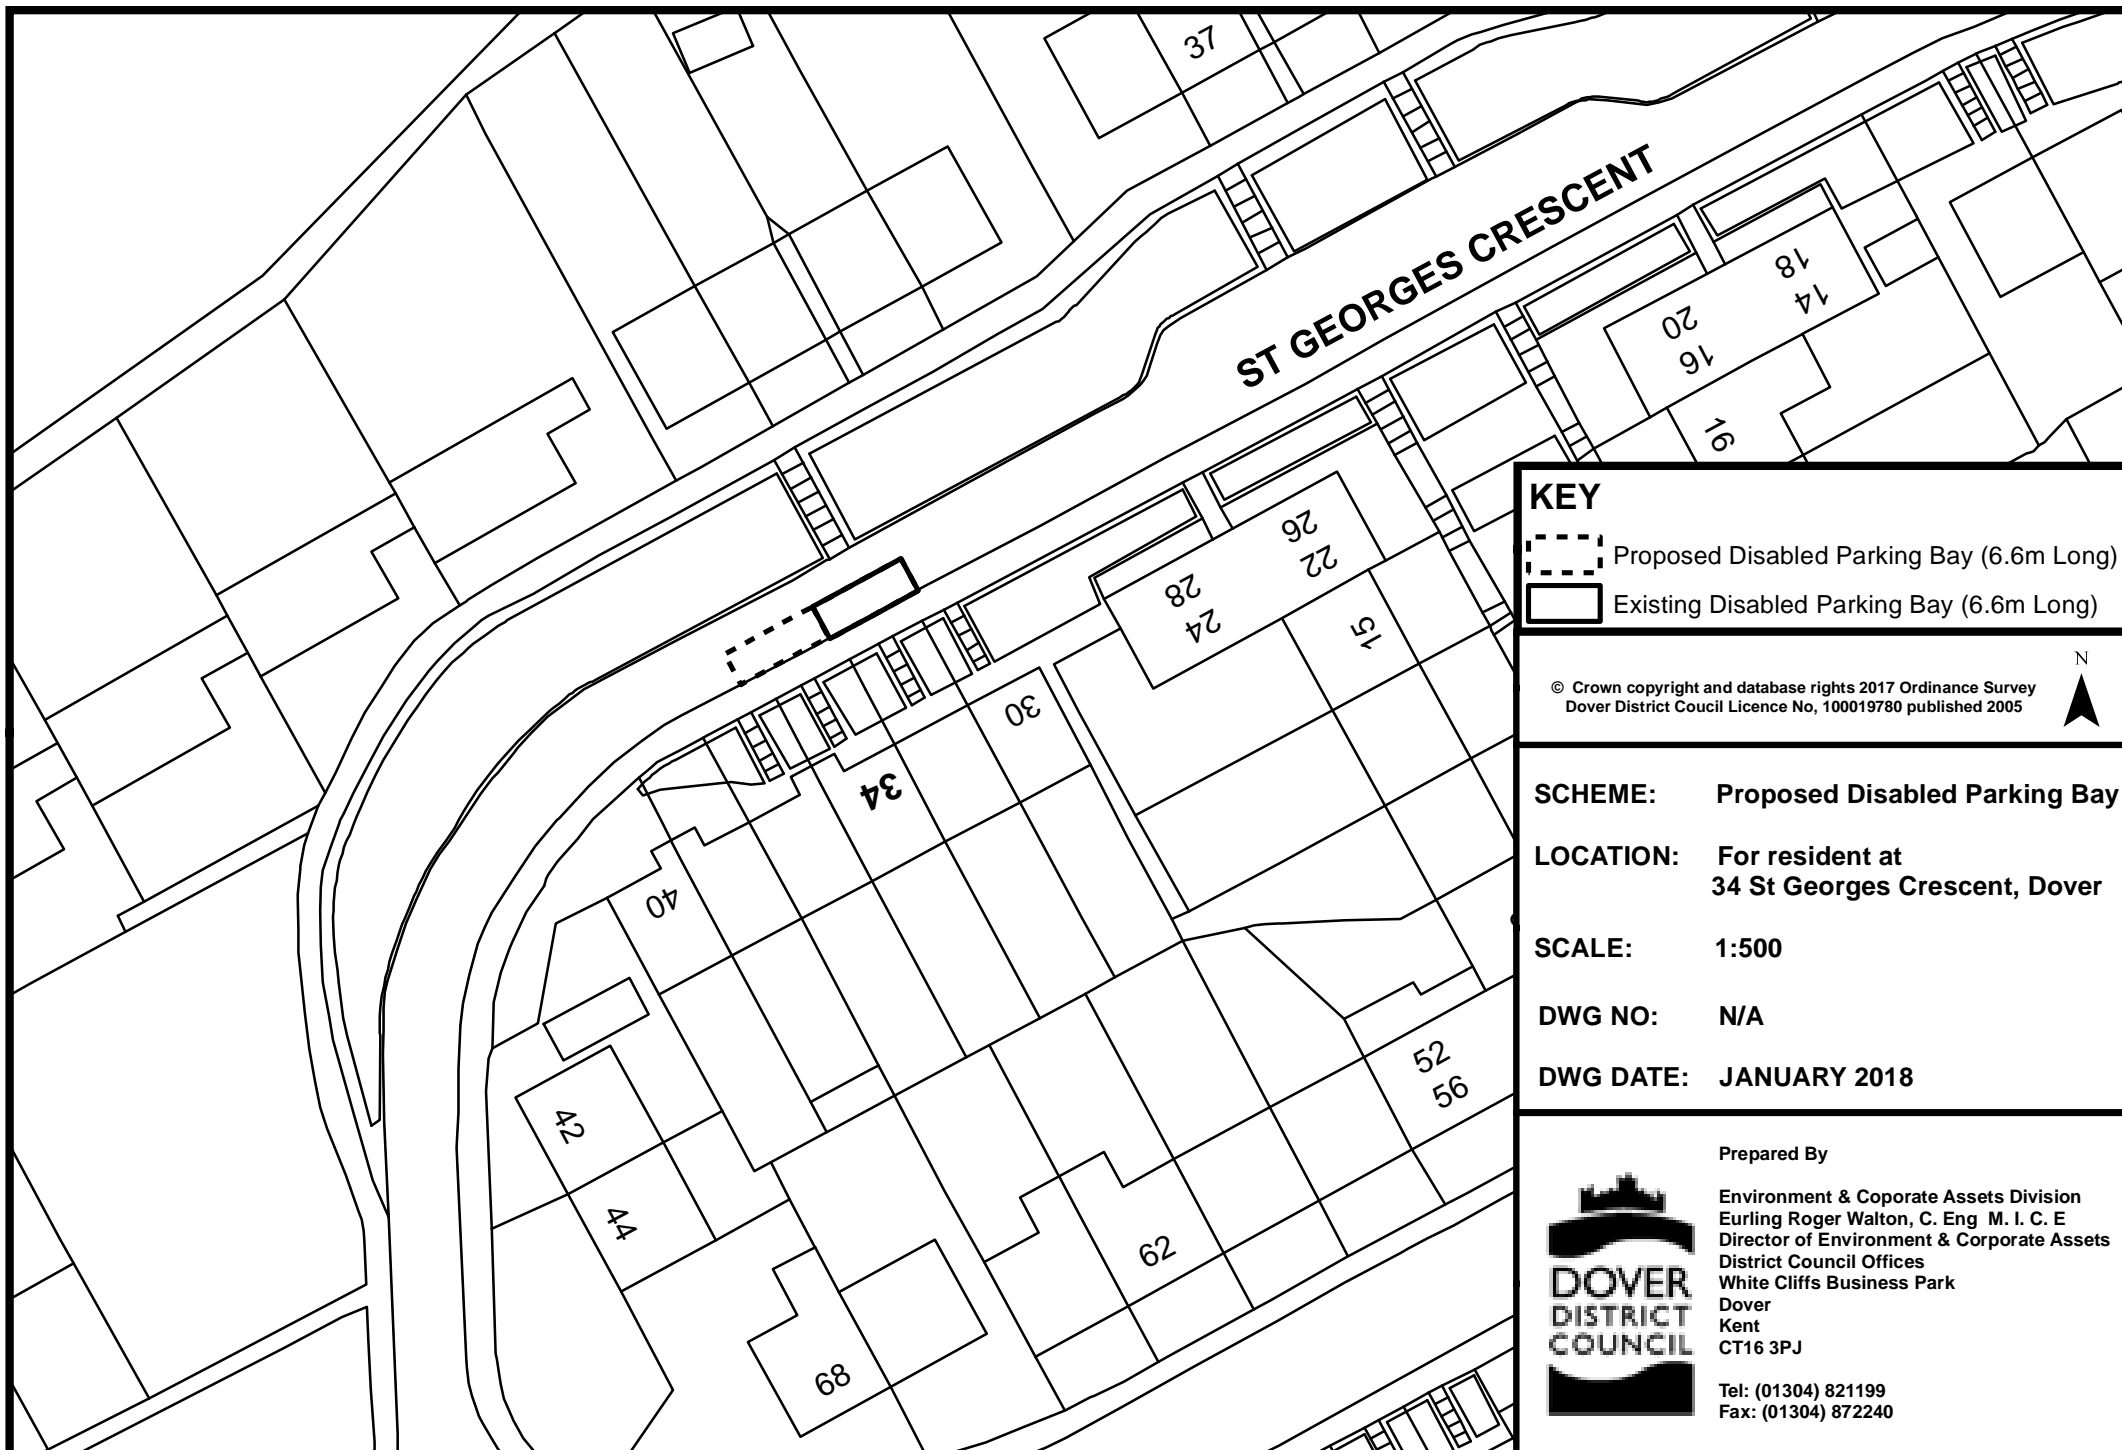 37
ST GEORGES CRESCENT
18
14
20
16
16
26
22
28
24
15
30
34
40
42
44
52
56
62
68
KEY
Proposed Disabled Parking Bay (6.6m Long)
Existing Disabled Parking Bay (6.6m Long)
© Crown copyright and database rights 2017 Ordinance Survey
Dover District Coucil Licence No, 100019780 published 2005
N
SCHEME: Proposed Disabled Parking Bay
LOCATION: For resident at
34 St Georges Crescent, Dover
SCALE: 1:500
DWG NO: N/A
DWG DATE: JANUARY 2018
Prepared By
Environment & Coporate Assets Division
Eurling Roger Walton, C. Eng M. I. C. E
Director of Environment & Corporate Assets
District Council Offices
White Cliffs Business Park
Dover
Kent
CT16 3PJ
Tel: (01304) 821199
Fax: (01304) 872240
DOVER
DISTRICT
COUNCIL